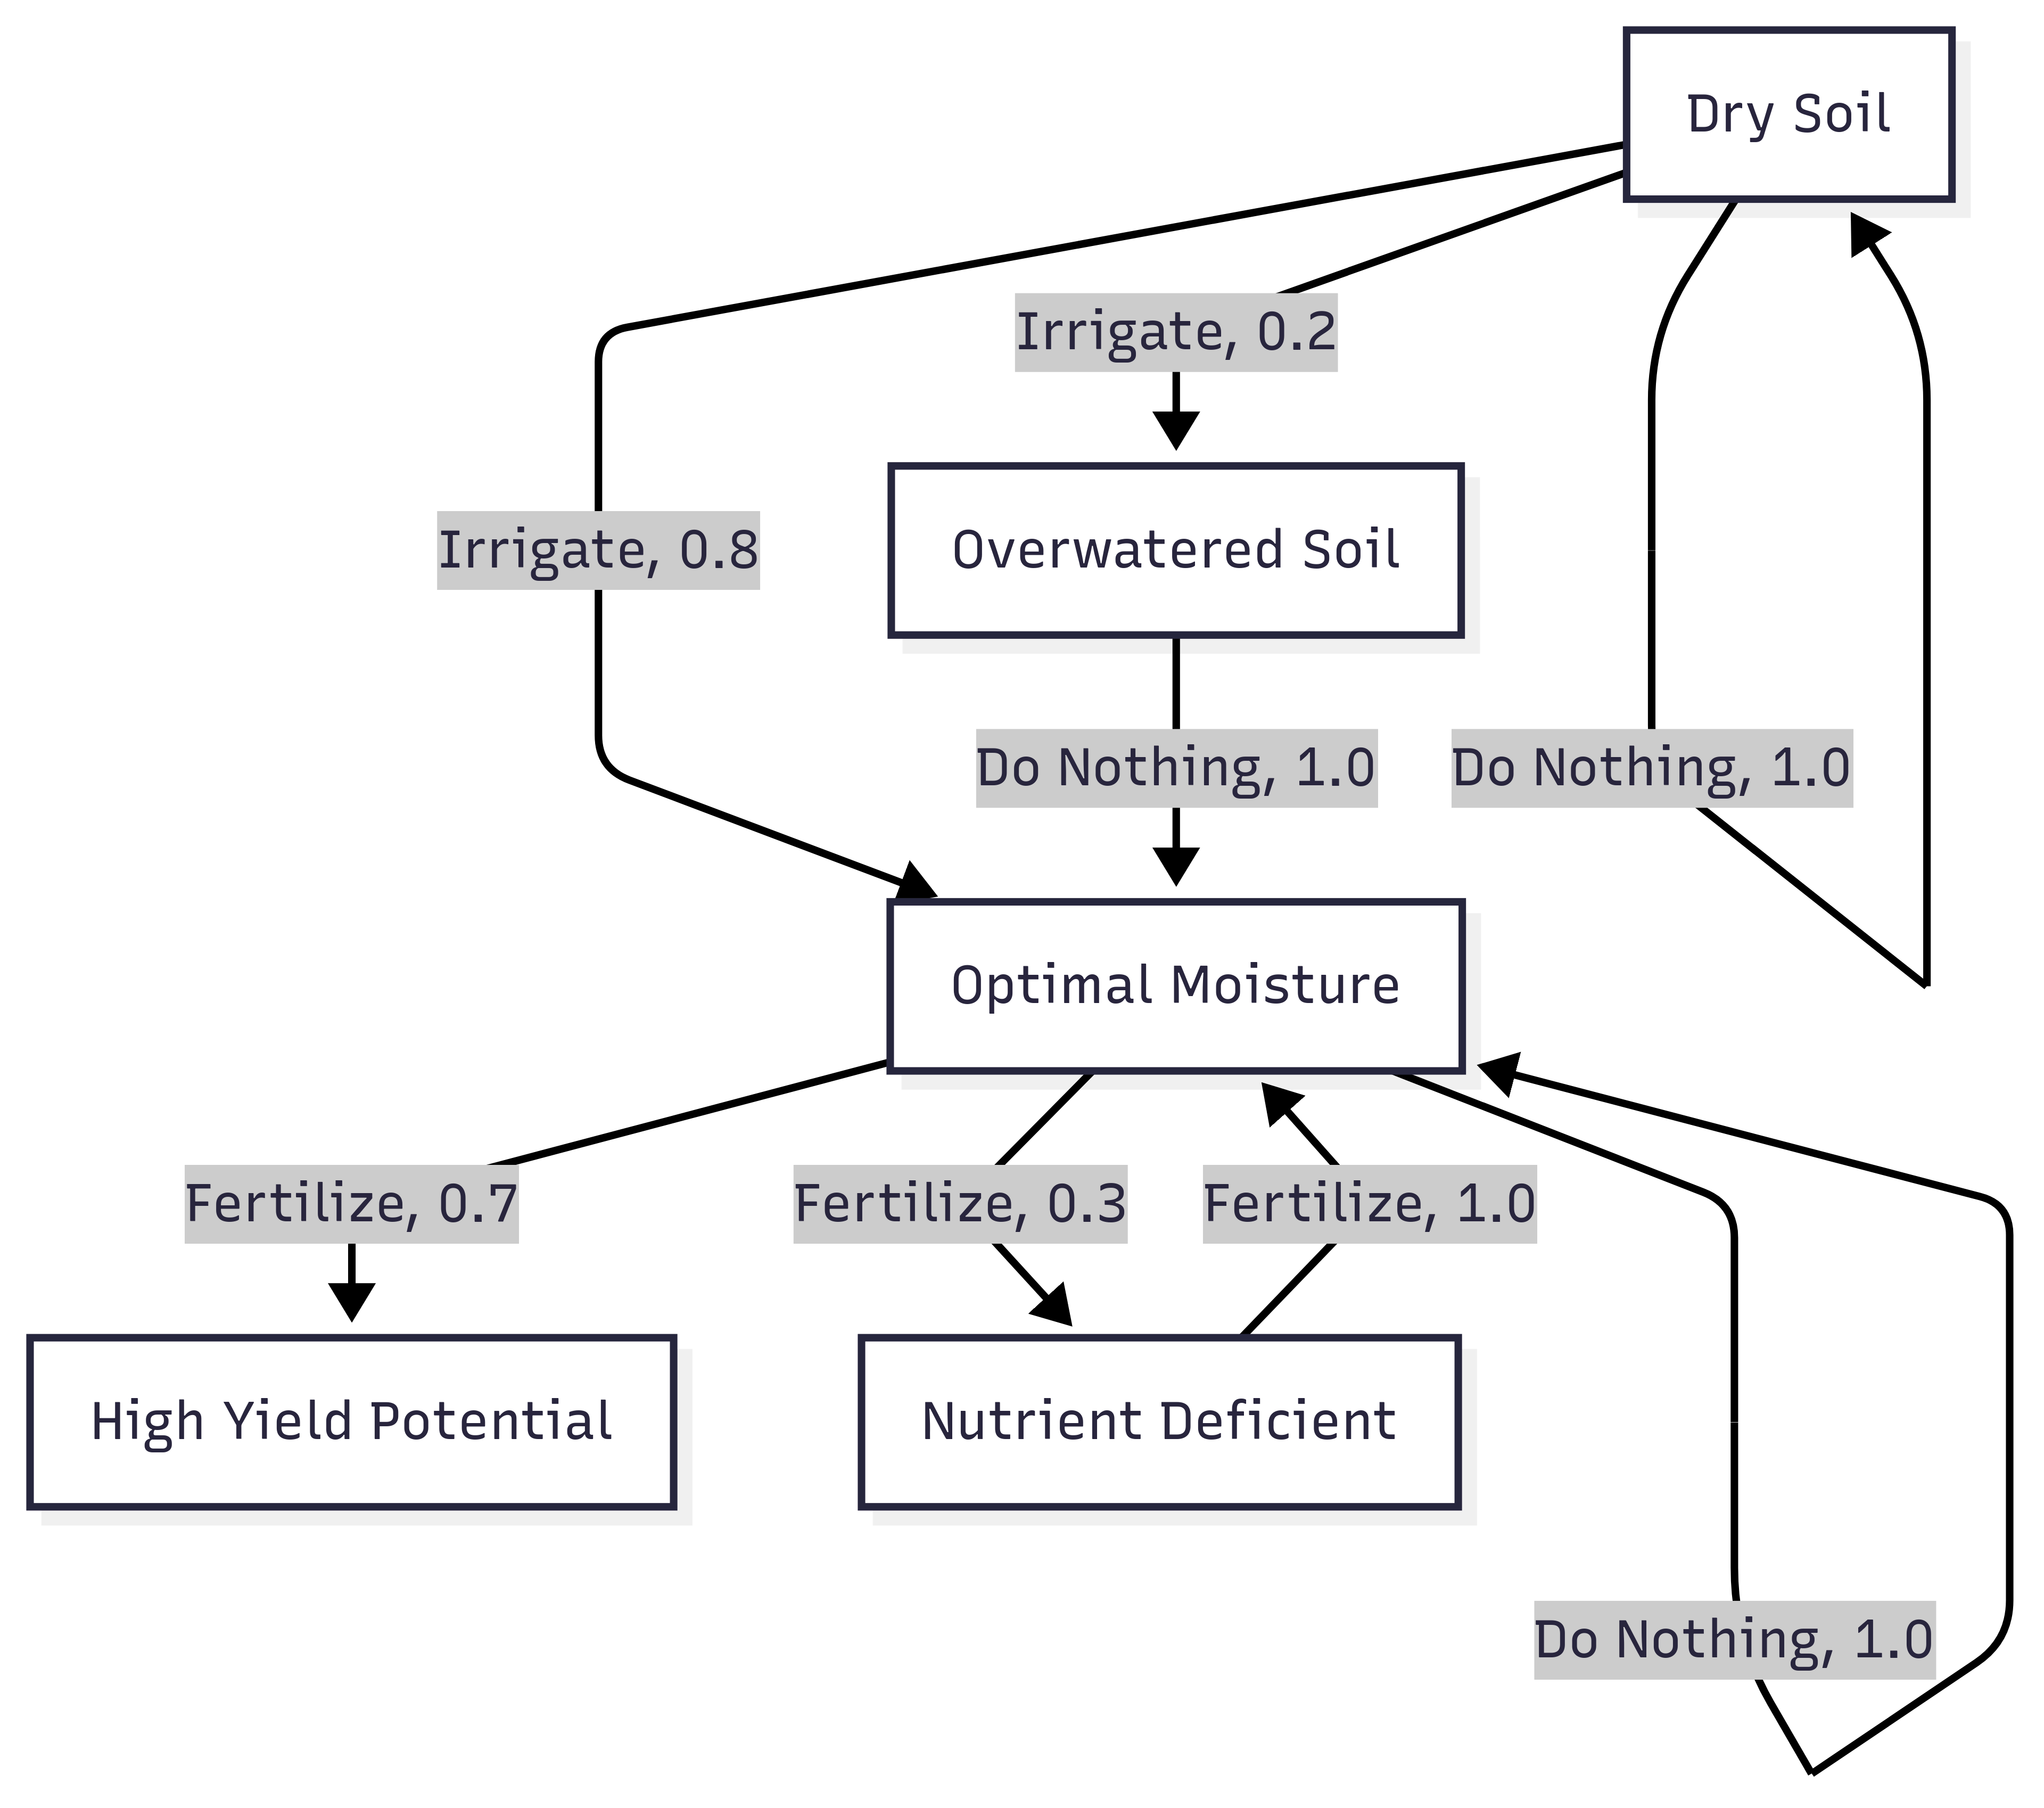 Dry Soil
Irrigate, 0.2
Irrigate, 0.8
Overwatered Soil
Do Nothing, 1.0
Do Nothing, 1.0
Optimal Moisture
Fertilize, 0.7
Fertilize, 0.3
Fertilize, 1.0
High Yield Potential
Nutrient Deficient
Do Nothing, 1.0